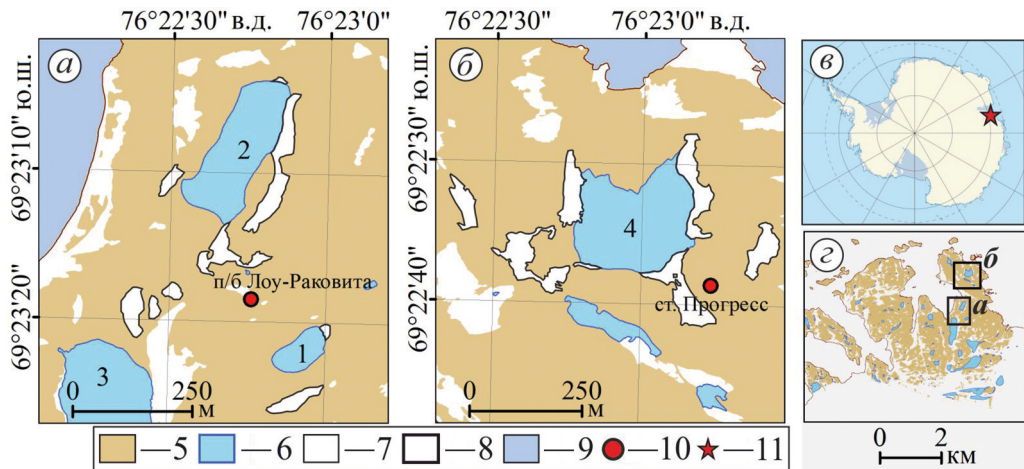 76°22'30" в.д.
76°23'0"
76°22'30" в.д.
76°23'0"
а
б
в
г
69°23'10" ю.ш.
69°23'20"
69°22'30" ю.ш.
69°22'40"
2
п/б Лоу-Раковита
1
3
0 250
м
4
ст. Прогресс
0 250
м
б
а
0 2
км
—5 —6 —7 —8 —9 —10 —11